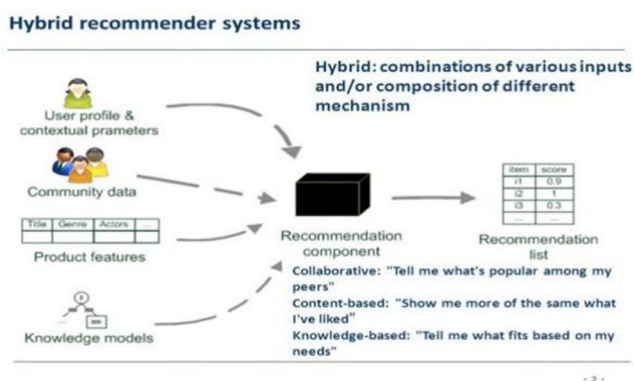 Hybrid recommender systems
Hybrid: combinations of various inputs
and/or composition of different
mechanism
User profile &
contextual prameters
Community data
Title Genre Actors ...
Product features
Knowledge models
Recommendation
component
item score
i1 0.9
i2 1
i3 0.3
... ...
Recommendation
list
Collaborative: "Tell me what's popular among my
peers"
Content-based: "Show me more of the same what
I've liked"
Knowledge-based: "Tell me what fits based on my
needs"
- 2 -